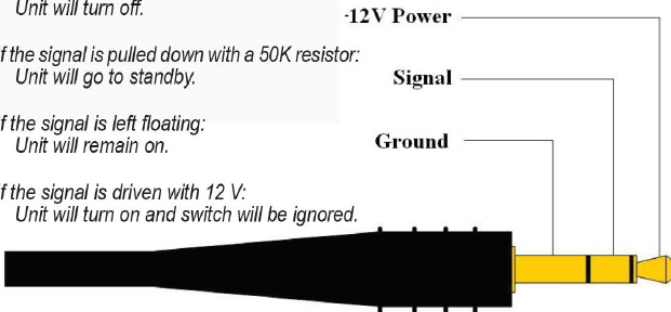 Unit will turn off.
f the signal is pulled down with a 50K resistor:
Unit will go to standby.
f the signal is left floating:
Unit will remain on.
f the signal is driven with 12 V:
Unit will turn on and switch will be ignored.
-12V Power
Signal
Ground